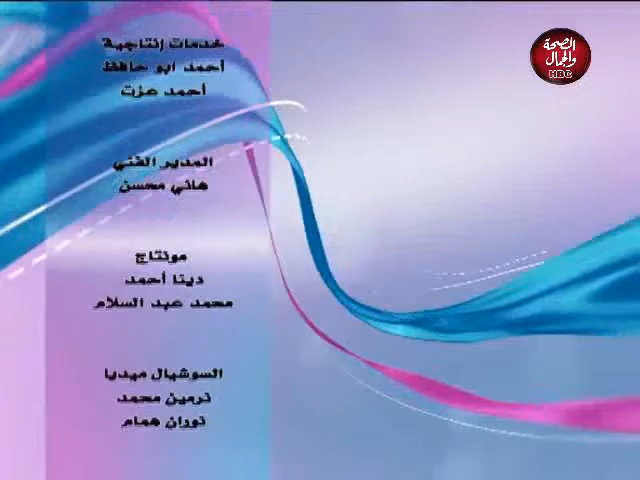 خدمات إنتاجية
أحمد ابو حافظ
أحمد عزت
المدير الفني
هاني محسن
مونتاج
دينا أحمد
محمد عبد السلام
السوشيال ميديا
نرمين محمد
نوران همام
الصحة
والجمال
HBC